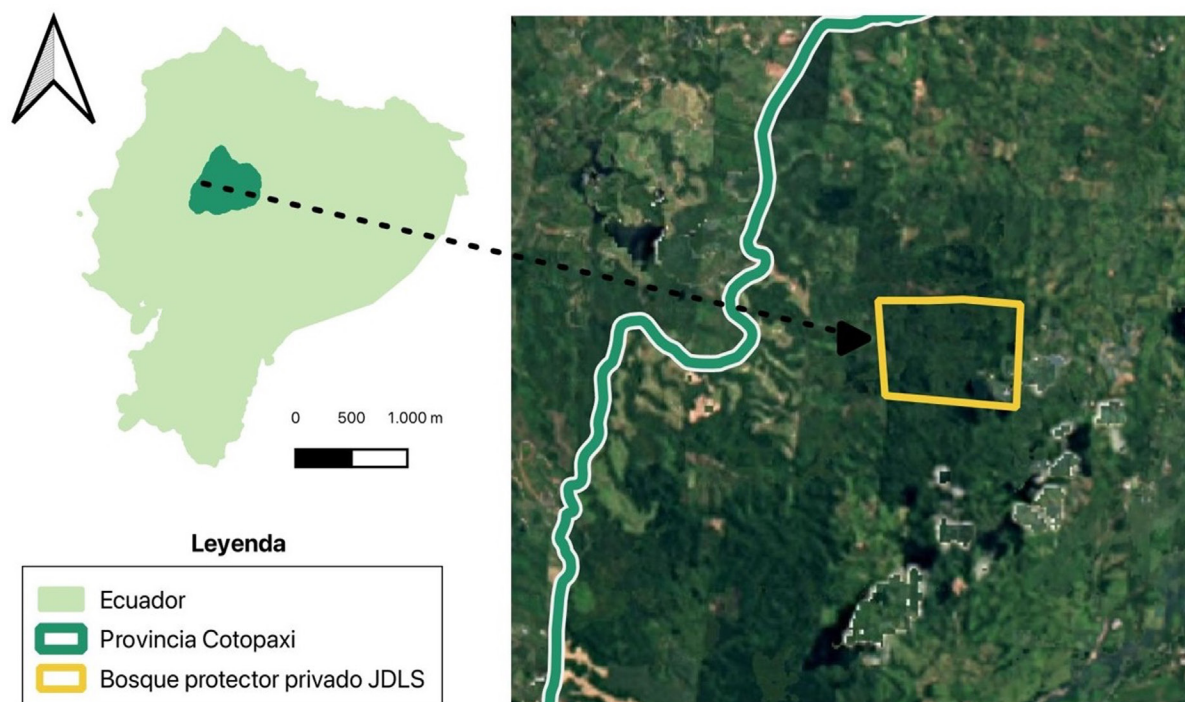 0 500 1.000 m
Leyenda
Ecuador
Provincia Cotopaxi
Bosque protector privado JDLS